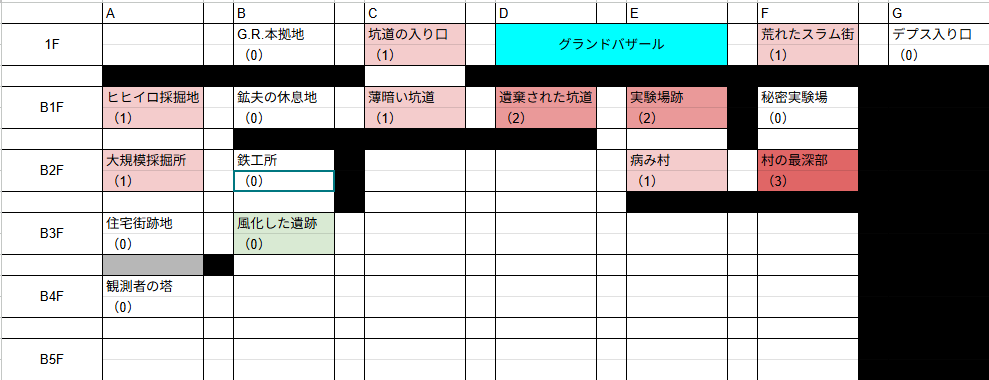 A B C D E F G
1F G.R.本拠地 坑道の入り口 グランドバザール 荒れたスラム街 デプス入り口
(0) (1) (1) (0)
B1F ヒヒイロ採掘地 鉱夫の休息地 薄暗い坑道 遺棄された坑道 実験場跡 秘密実験場
(1) (0) (1) (2) (2) (0)
B2F 大規模採掘所 鉄工所 病み村 村の最深部
(1) (0) (1) (3)
B3F 住宅街跡地 風化した遺跡
(0) (0)
B4F 観測者の塔
(0)
B5F